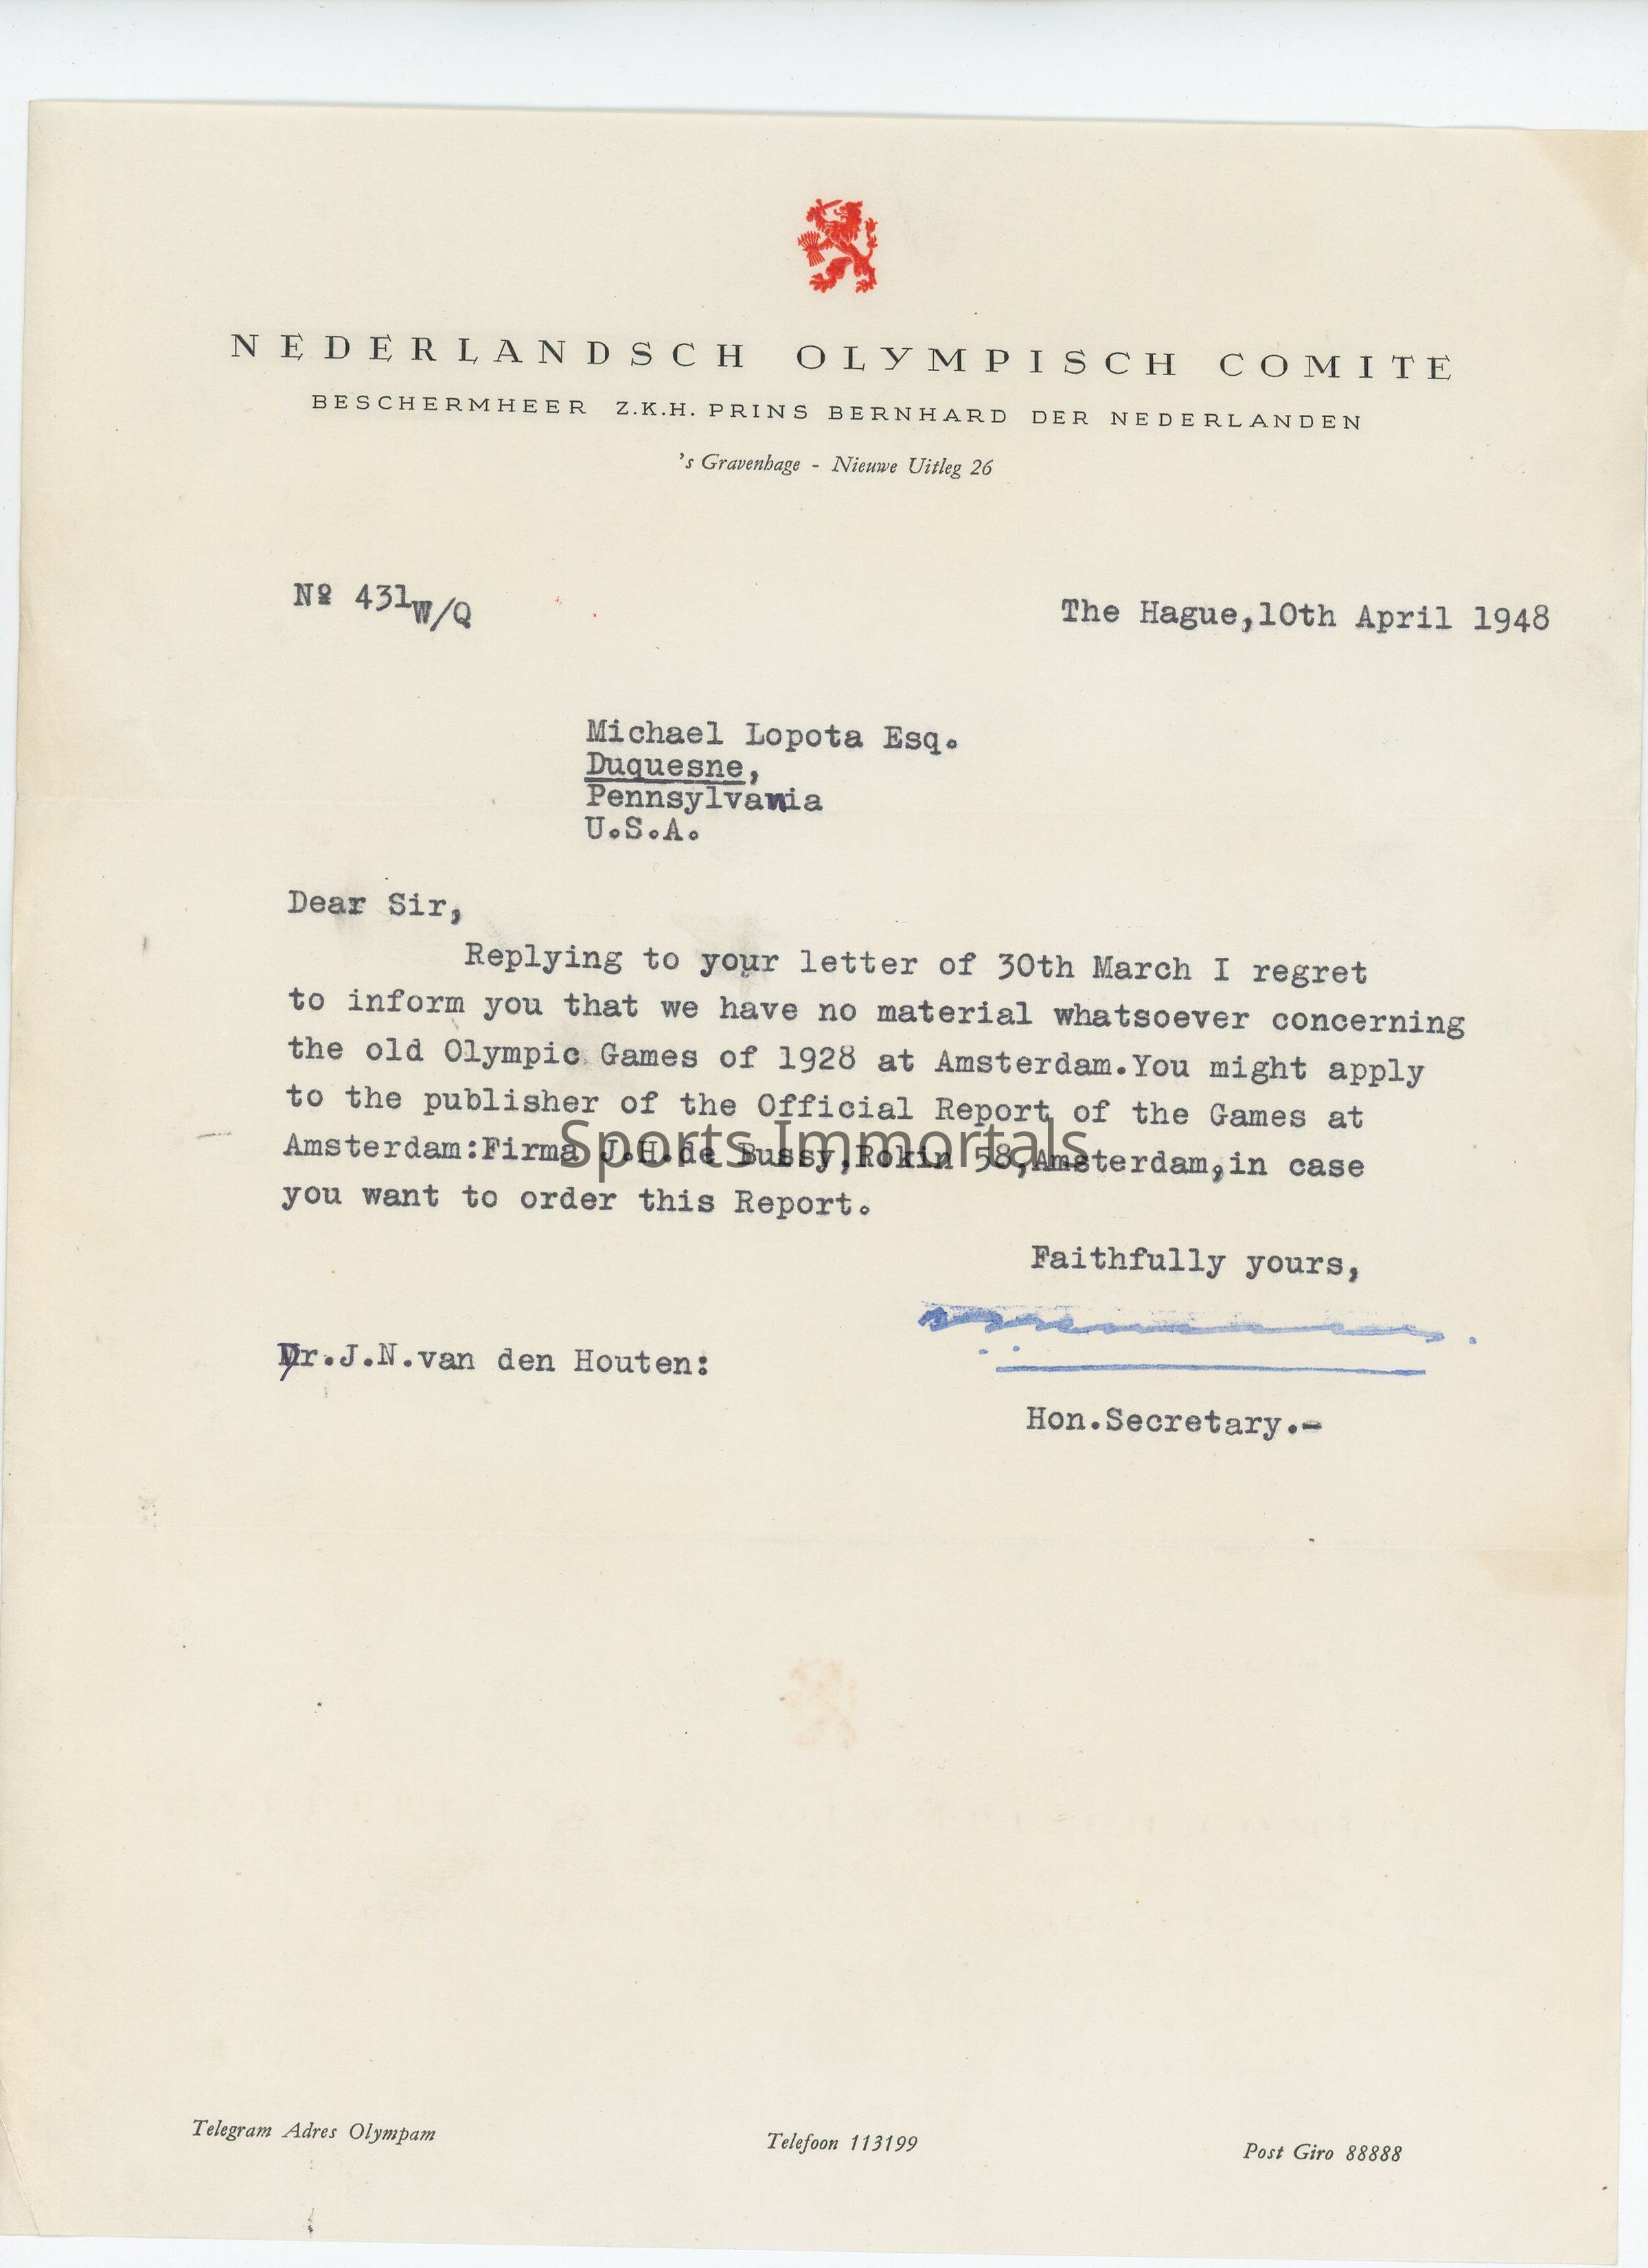 NEDERLANDSCH OLYMPISCH COMITE
BESCHERMHEER Z.K.H. PRINS BERNHARD DER NEDERLANDEN
's Gravenhage - Nieuwe Uitleg 26
Nº 431W/Q
The Hague,10th April 1948
Michael Lopota Esq.
Duquesne,
Pennsylvania
U.S.A.
Dear Sir,
Replying to your letter of 30th March I regret
to inform you that we have no material whatsoever concerning
the old Olympic Games of 1928 at Amsterdam.You might apply
to the publisher of the Official Report of the Games at
Amsterdam:Firma J.H.de Bussy,Rokin 58,Amsterdam,in case
you want to order this Report.
Sports Immortals
Faithfully yours,
J.N.van den Houten:
Hon.Secretary.-
Telegram Adres Olympam
Telefoon 113199
Post Giro 88888